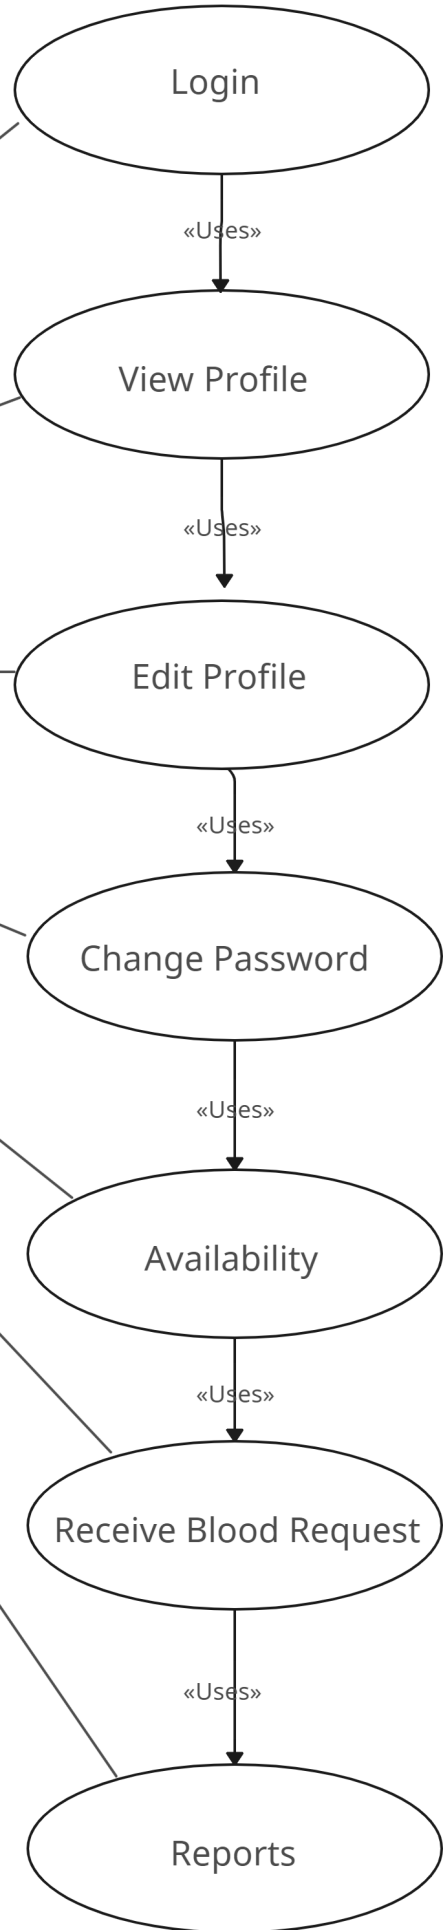 Login
«Uses»
View Profile
«Uses»
Edit Profile
«Uses»
Change Password
«Uses»
Availability
«Uses»
Receive Blood Request
«Uses»
Reports